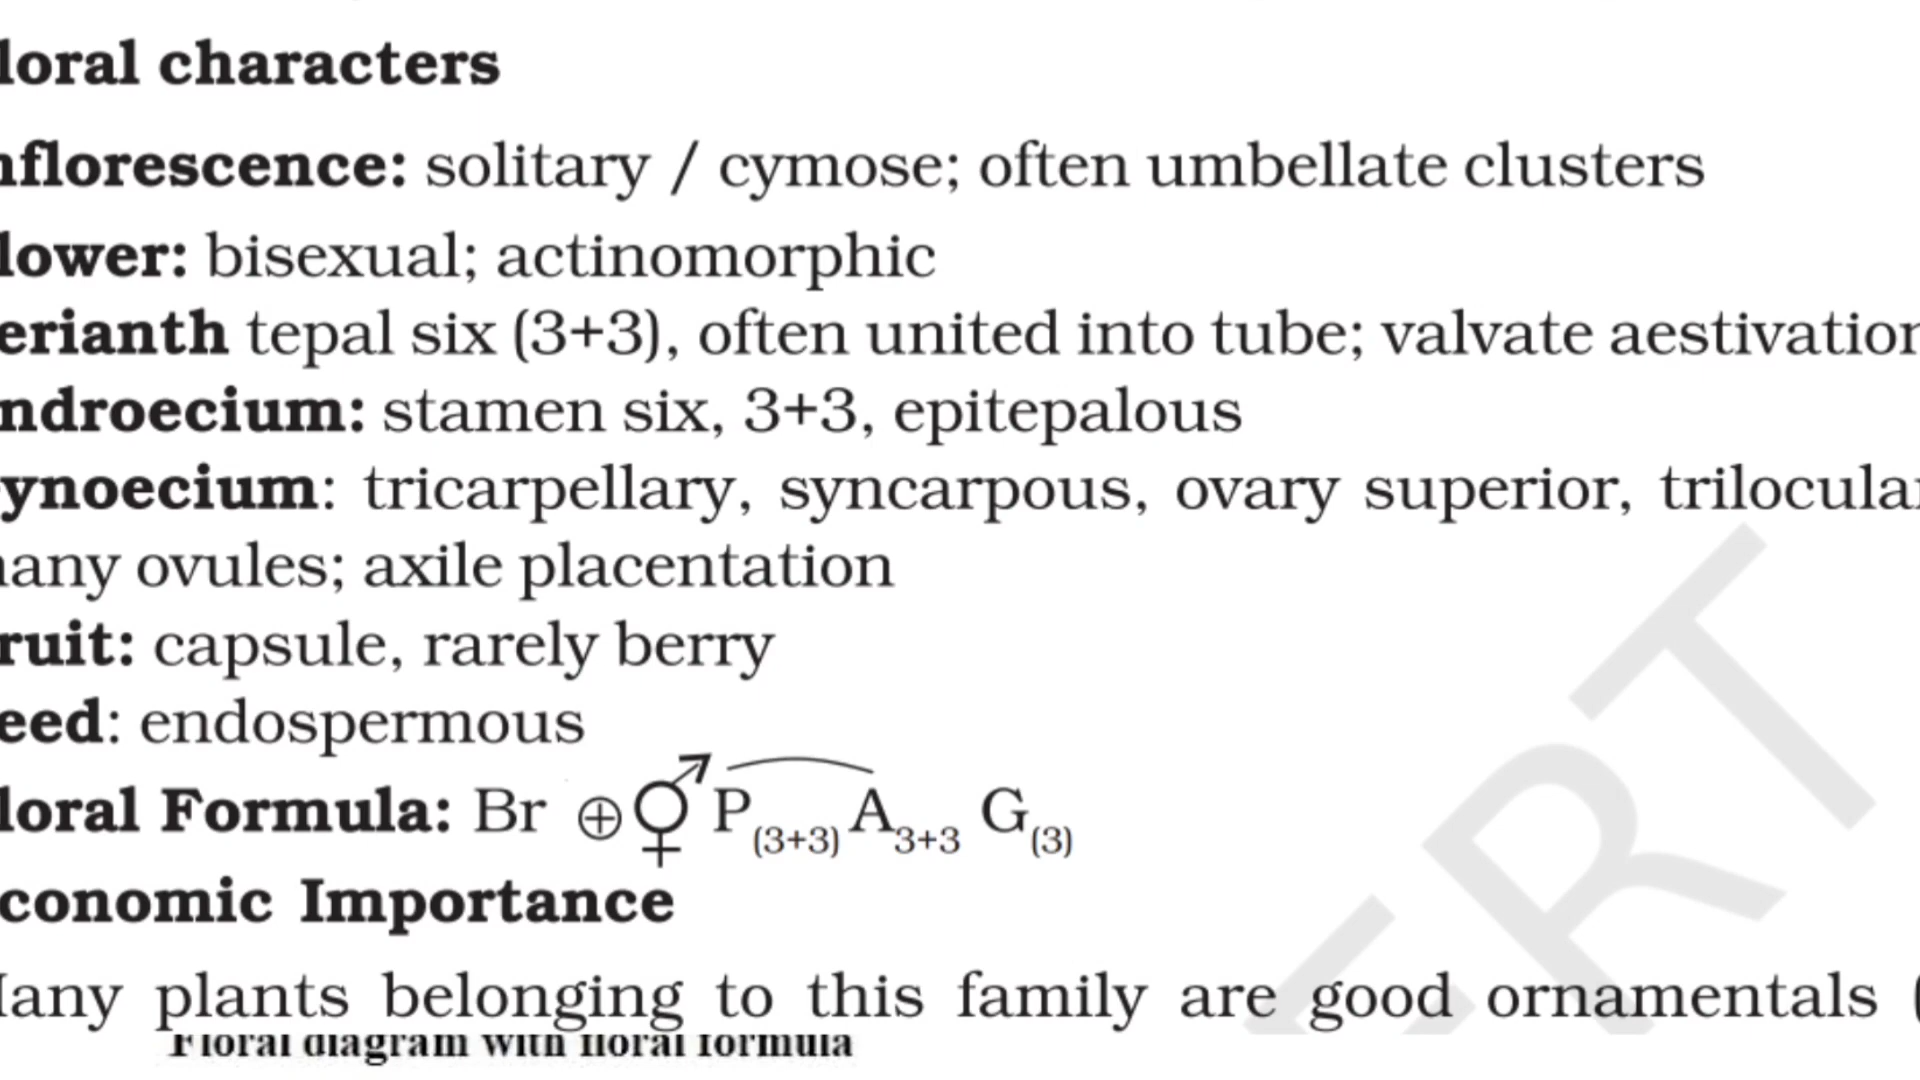 loral characters
nflorescence: solitary / cymose; often umbellate clusters
lower: bisexual; actinomorphic
erianth tepal six (3+3), often united into tube; valvate aestivation
ndroecium: stamen six, 3+3, epitepalous
ynoecium: tricarpellary, syncarpous, ovary superior, trilocular
many ovules; axile placentation
ruit: capsule, rarely berry
eed: endospermous
loral Formula: Br ⊕ ⚥ P(3+3) A3+3 G(3)
conomic Importance
Many plants belonging to this family are good ornamentals (
Floral diagram with floral formula
ERT